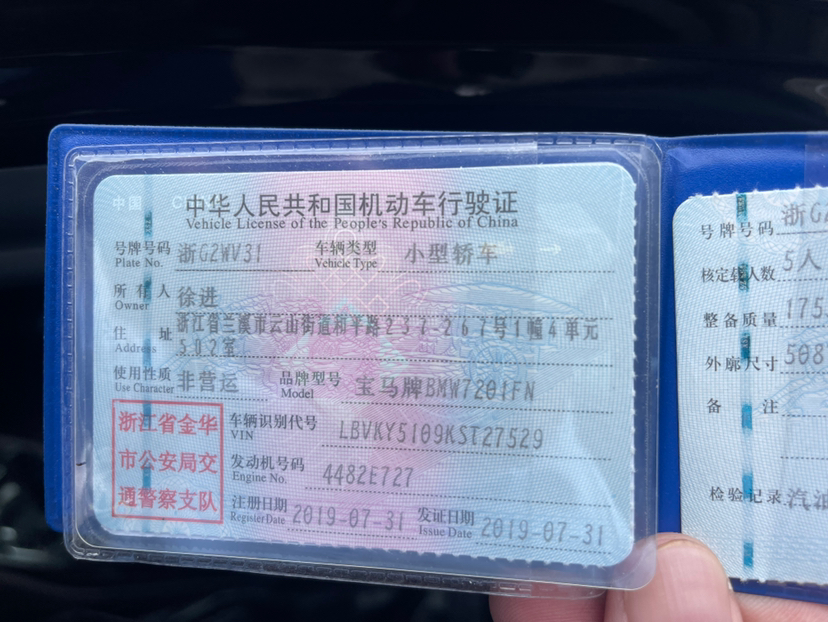 中华人民共和国机动车行驶证
Vehicle License of the People's Republic of China
号牌号码 浙G2WV31 车辆类型 小型轿车
Plate No. Vehicle Type
所有人 徐进
Owner
住址 浙江省兰溪市云山街道和平路237-267号1幢4单元
Address 502室
使用性质 非营运 品牌型号 宝马牌BMW7201FN
Use Character Model
浙江省金华
市公安局交
通警察支队
车辆识别代号 LBVKY5109KST27529
VIN
发动机号码 4482E727
Engine No.
注册日期 2019-07-31 发证日期 2019-07-31
Register Date Issue Date
号牌号码 浙G
核定载人数 5人
整备质量 175
外廓尺寸 508
备注
检验记录 汽油